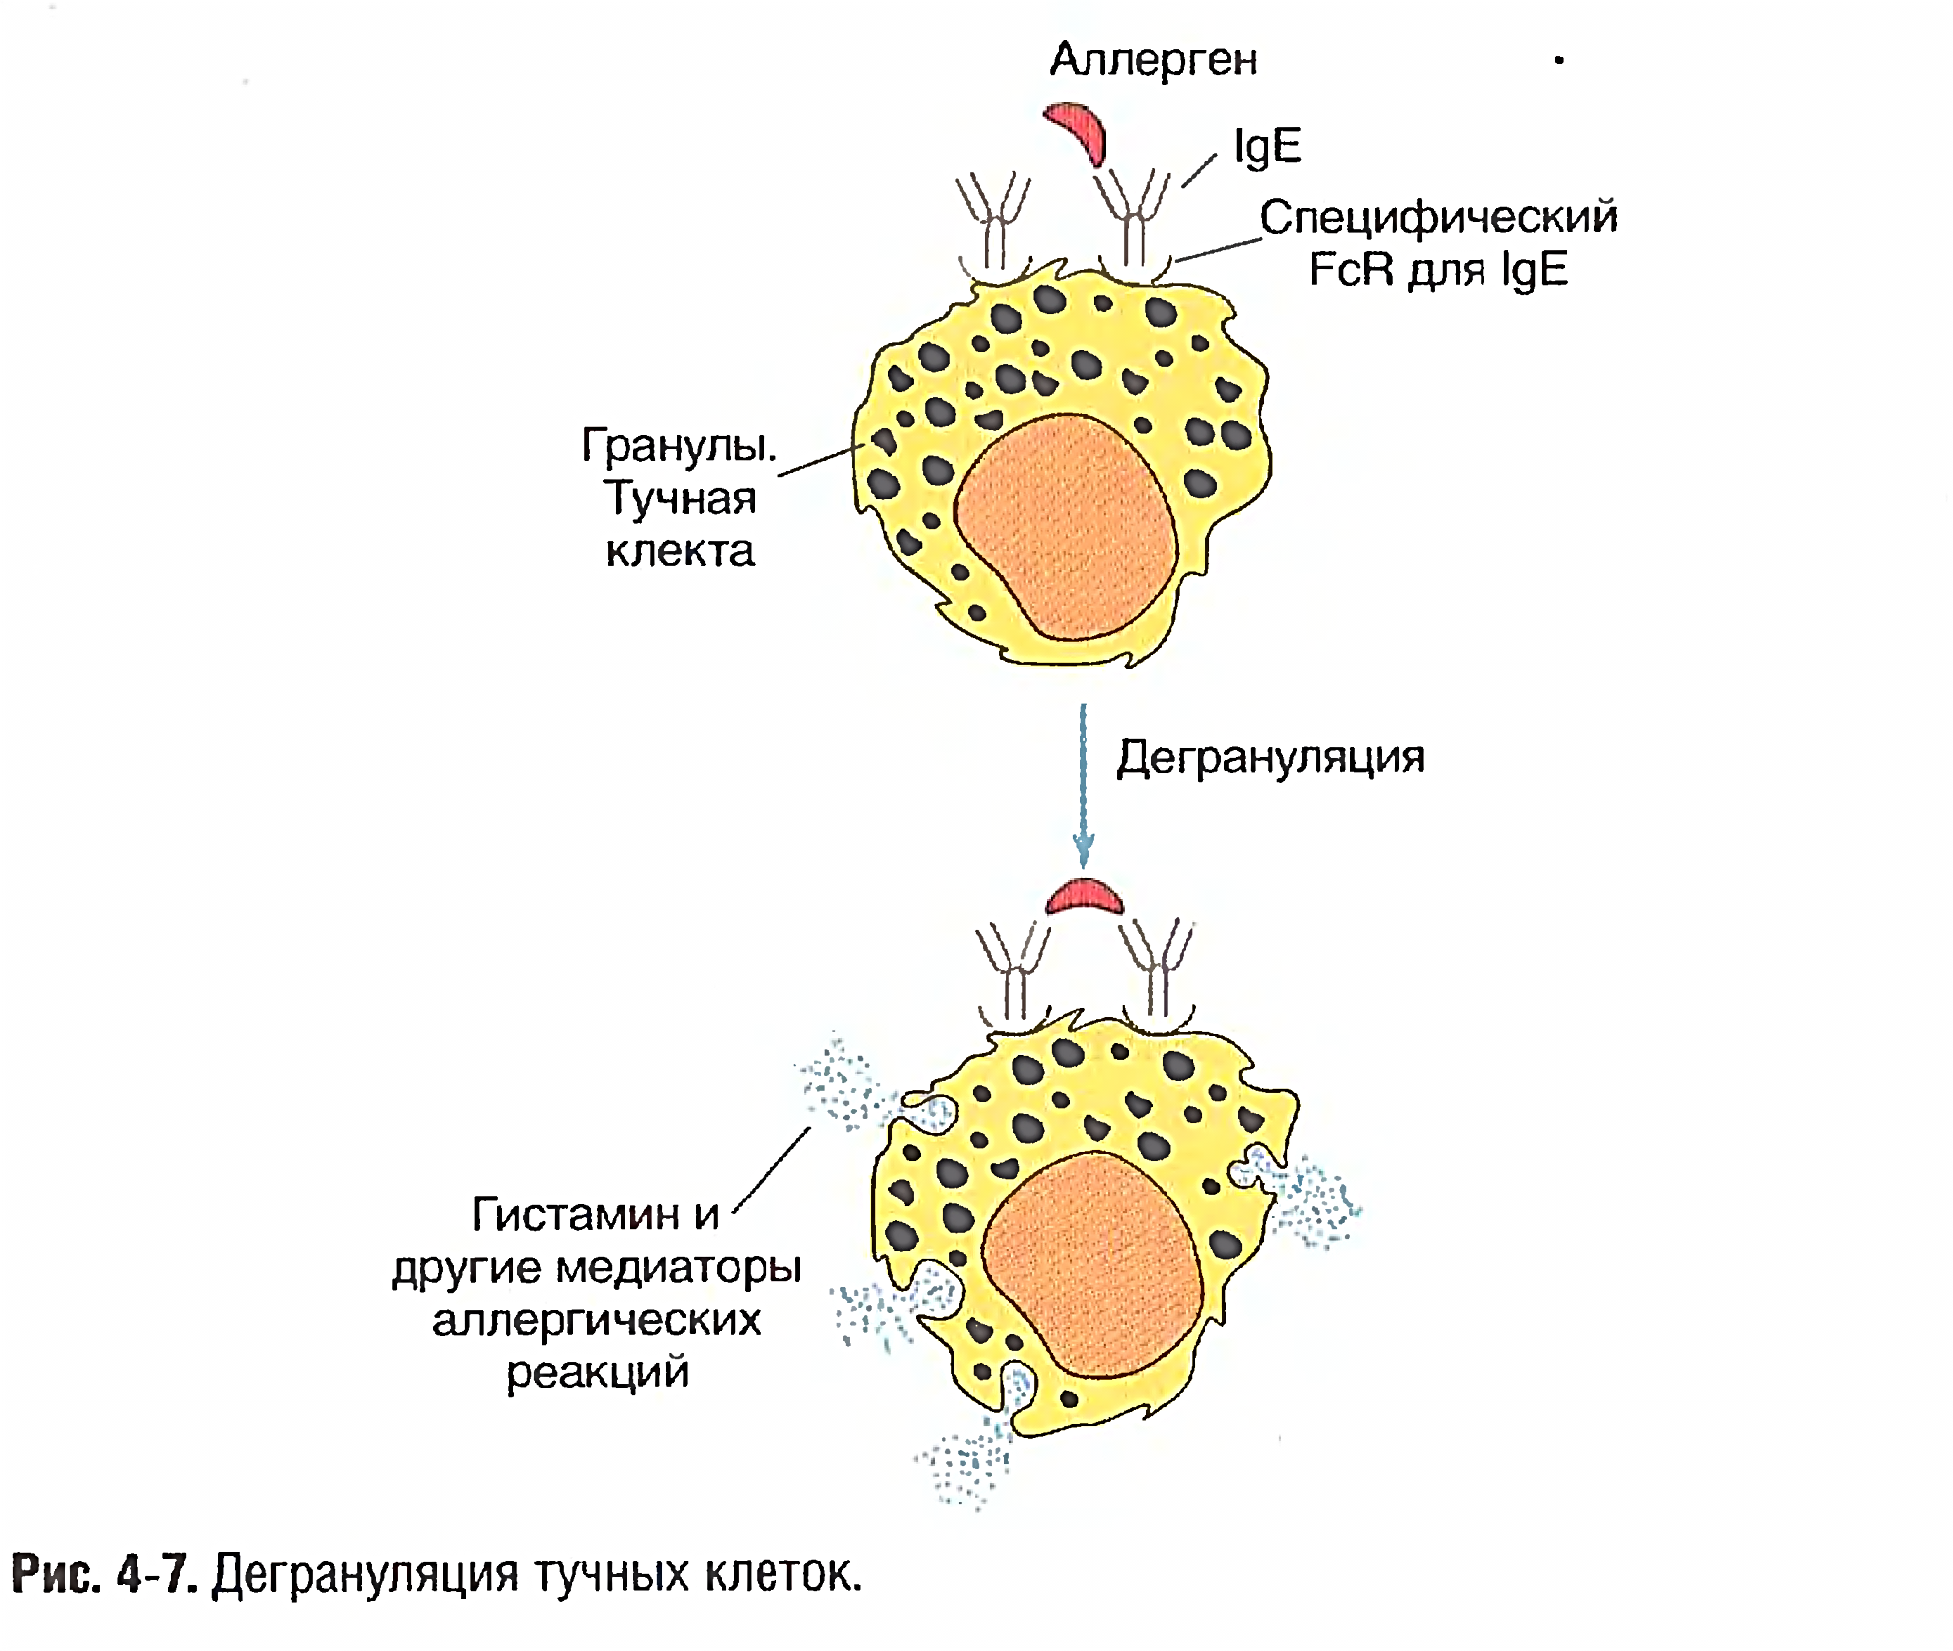 Аллерген
IgE
Специфический
FcR для IgE
Гранулы.
Тучная
клекта
Дегрануляция
Гистамин и
другие медиаторы
аллергических
реакций
Рис. 4-7. Дегрануляция тучных клеток.